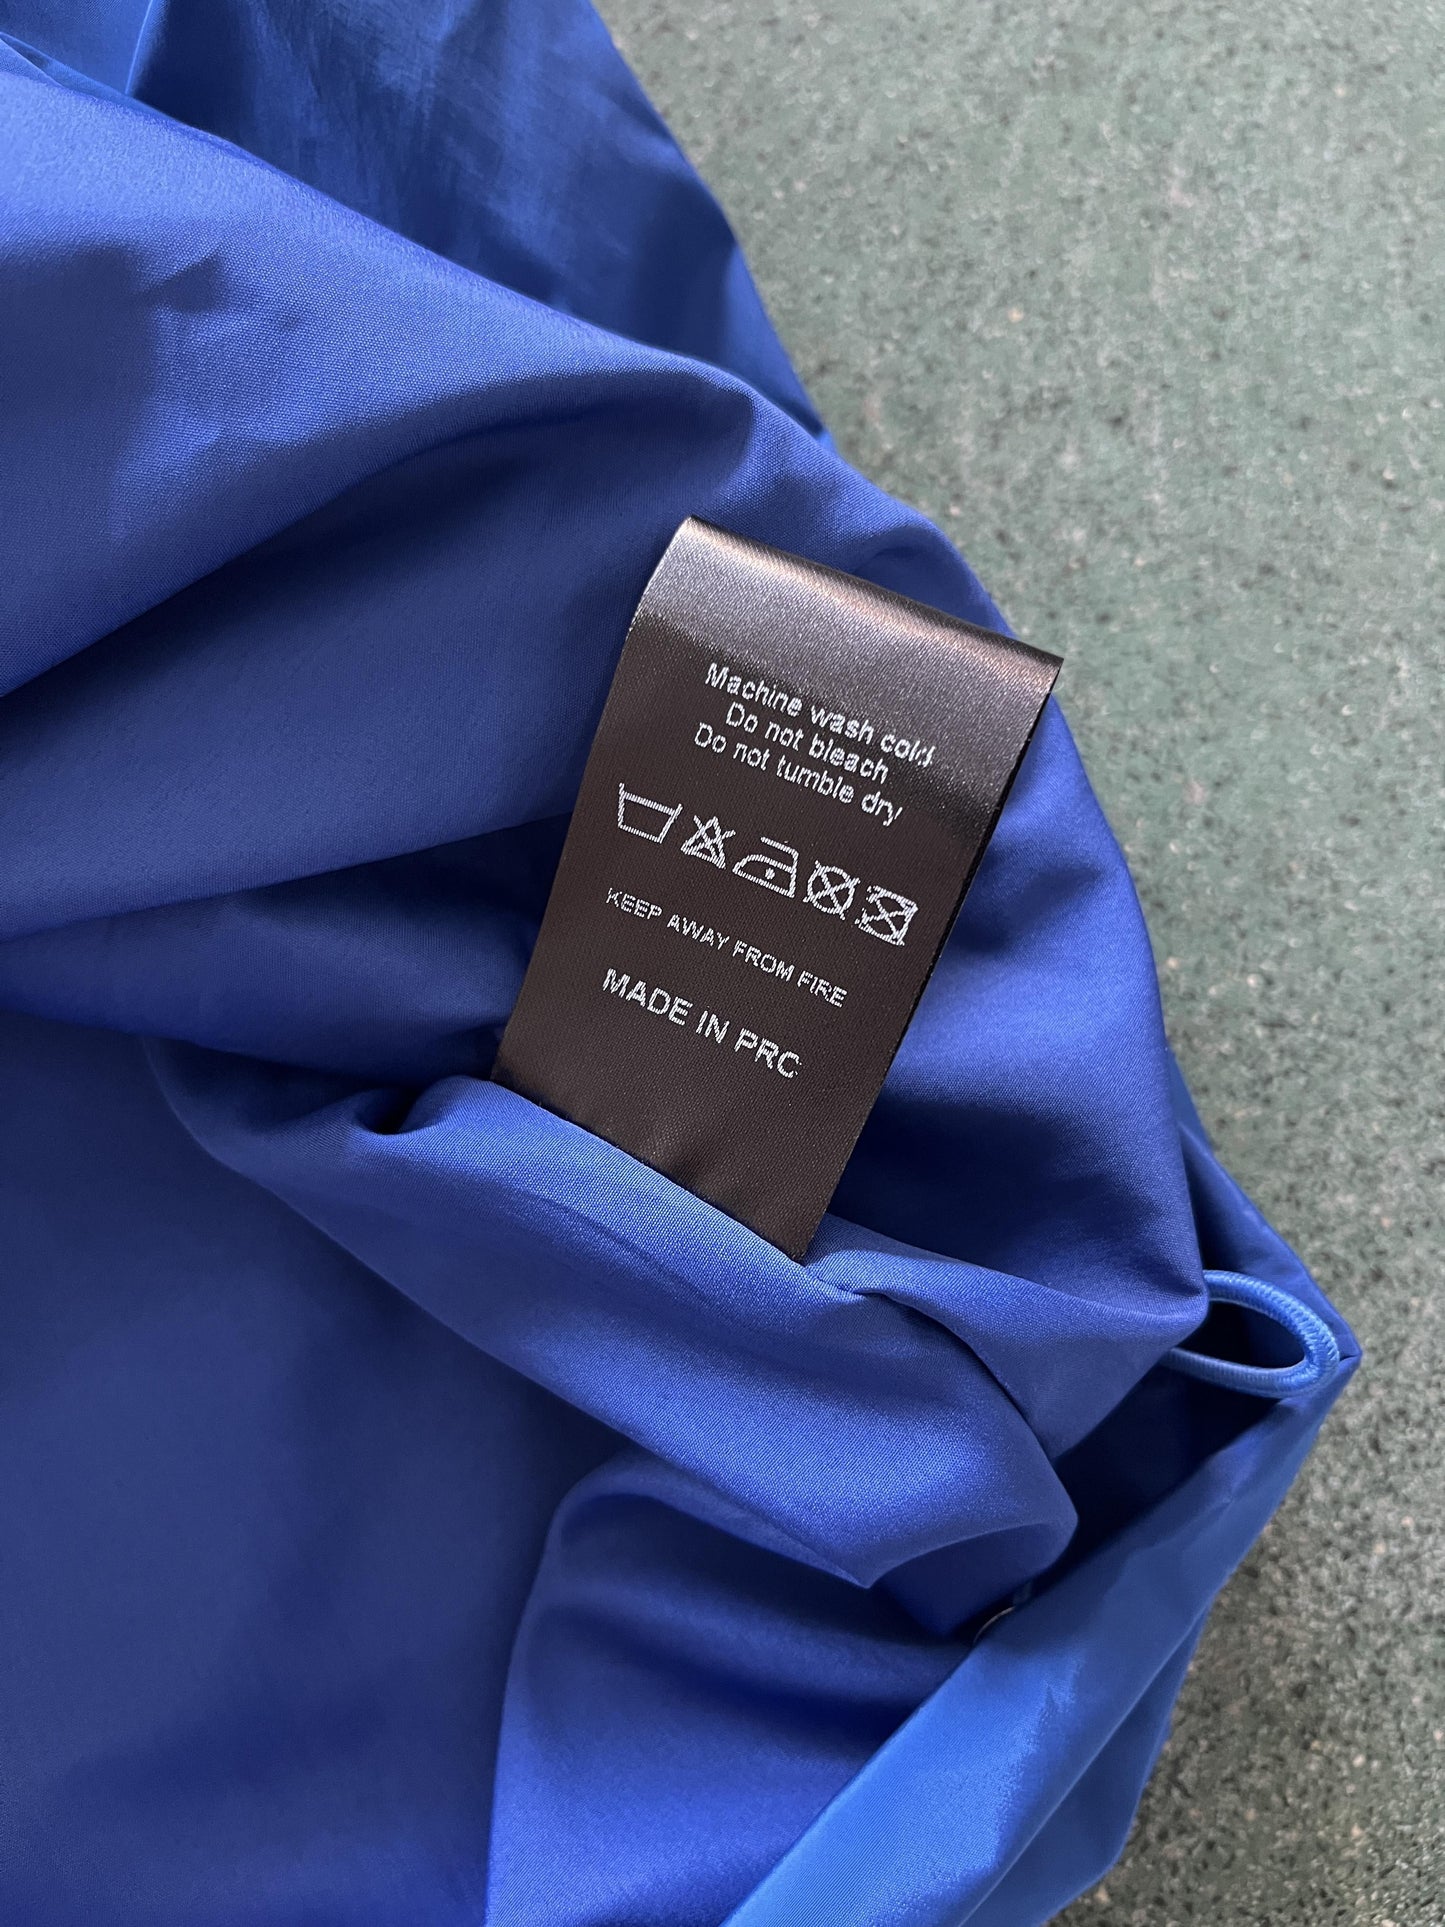 Machine wash cold
Do not bleach
Do not tumble dry
KEEP AWAY FROM FIRE
MADE IN PRC